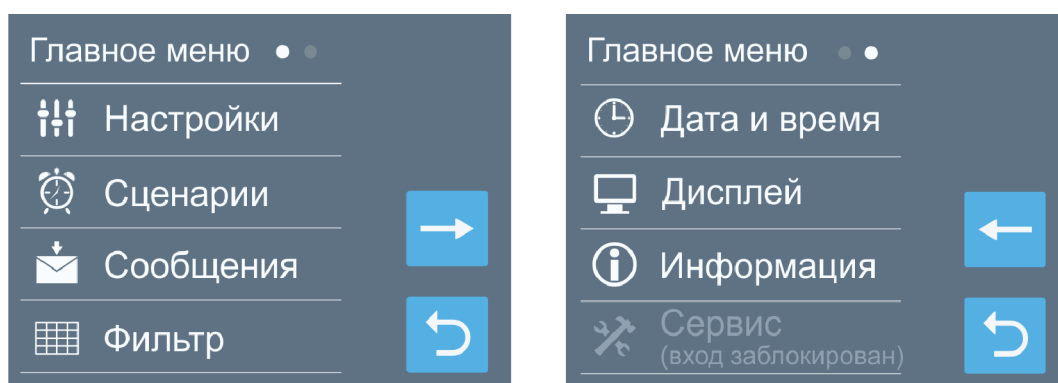 Главное меню
Настройки
Сценарии
Сообщения
Фильтр
Главное меню
Дата и время
Дисплей
Информация
Сервис
(вход заблокирован)